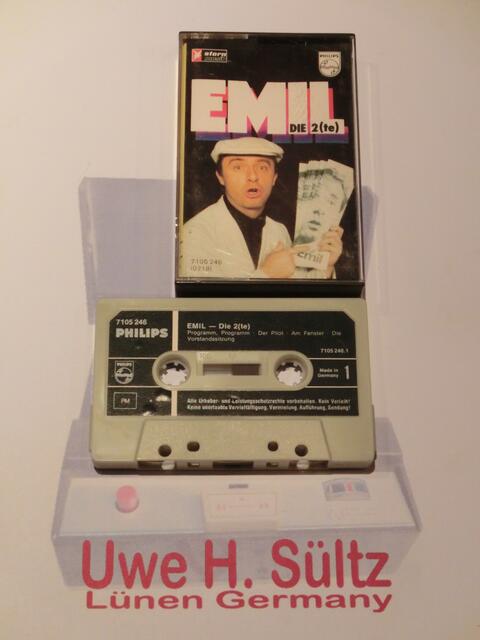 stern
PHILIPS
EMIL
DIE 2(te)
Emil
7105 246
(0218)
7105 246
PHILIPS
EMIL — Die 2(te)
Programm, Programm · Der Pilot · Am Fenster · Die
Vorstandssitzung
7105 246.1
100
Made in
Germany
1
PM
Alle Urheber- und Leistungsschutzrechte vorbehalten. Kein Verleih!
Keine unerlaubte Vervielfältigung, Vermietung, Aufführung, Sendung!
Uwe H. Sültz
Lünen Germany